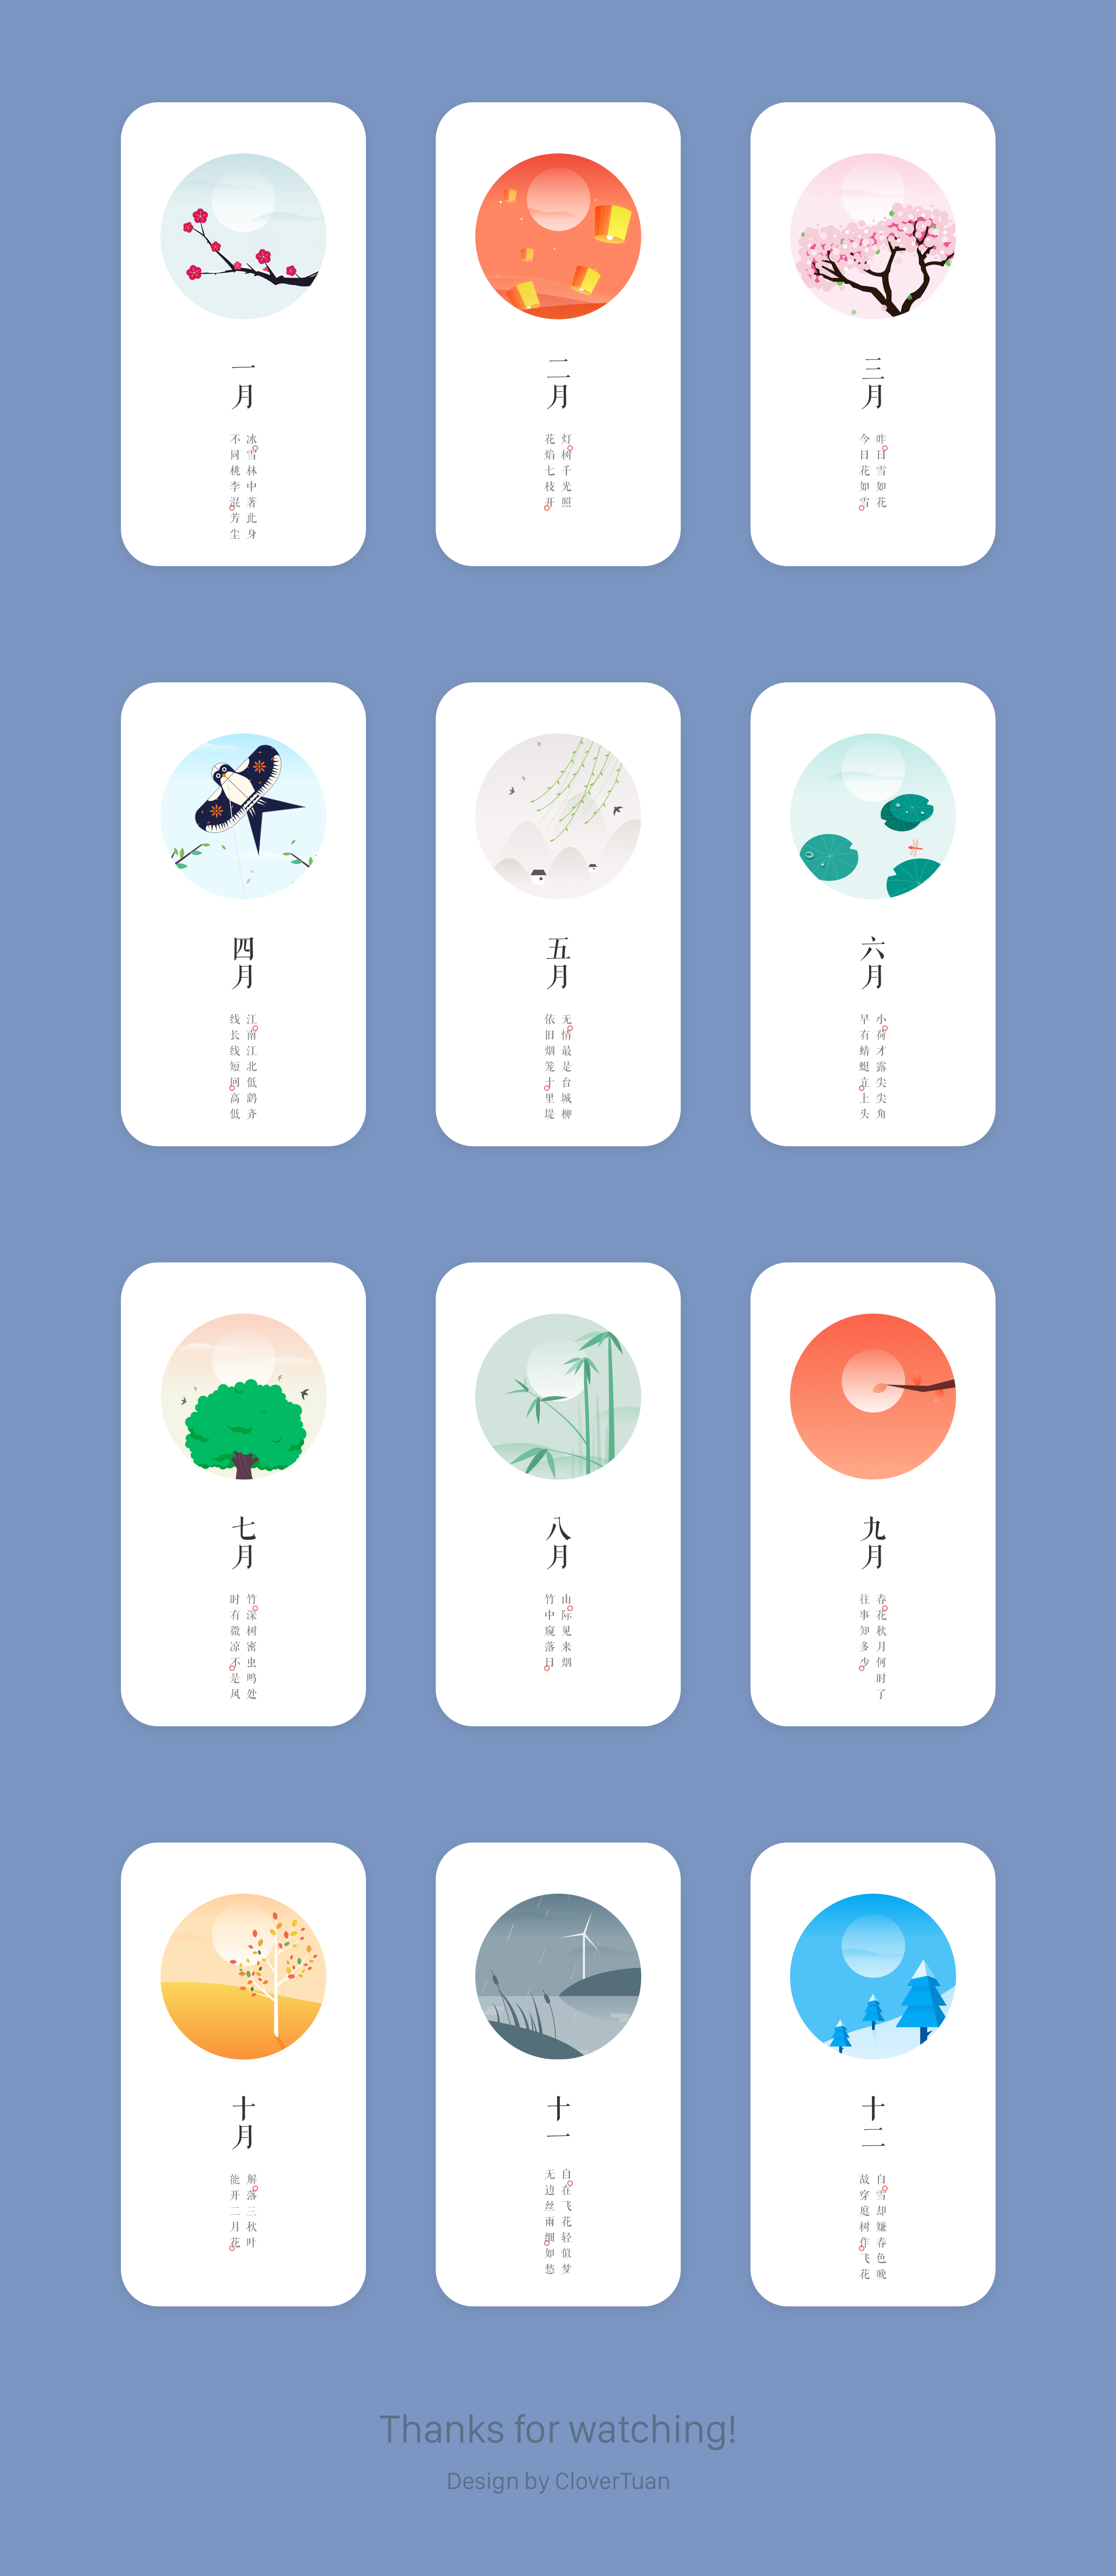 一月
冰雪林中著此身
不同桃李混芳尘
二月
灯树千光照
花焰七枝开
三月
昨日雪如花
今日花如雪
四月
江南江北低鹞齐
线长线短回高低
五月
无情最是台城柳
依旧烟笼十里堤
六月
小荷才露尖尖角
早有蜻蜓立上头
七月
竹深树密虫鸣处
时有微凉不是风
八月
山际见来烟
竹中窥落日
九月
春花秋月何时了
往事知多少
十月
解落三秋叶
能开二月花
十一
自在飞花轻似梦
无边丝雨细如愁
十二
白雪却嫌春色晚
故穿庭树作飞花
Thanks for watching!
Design by CloverTuan